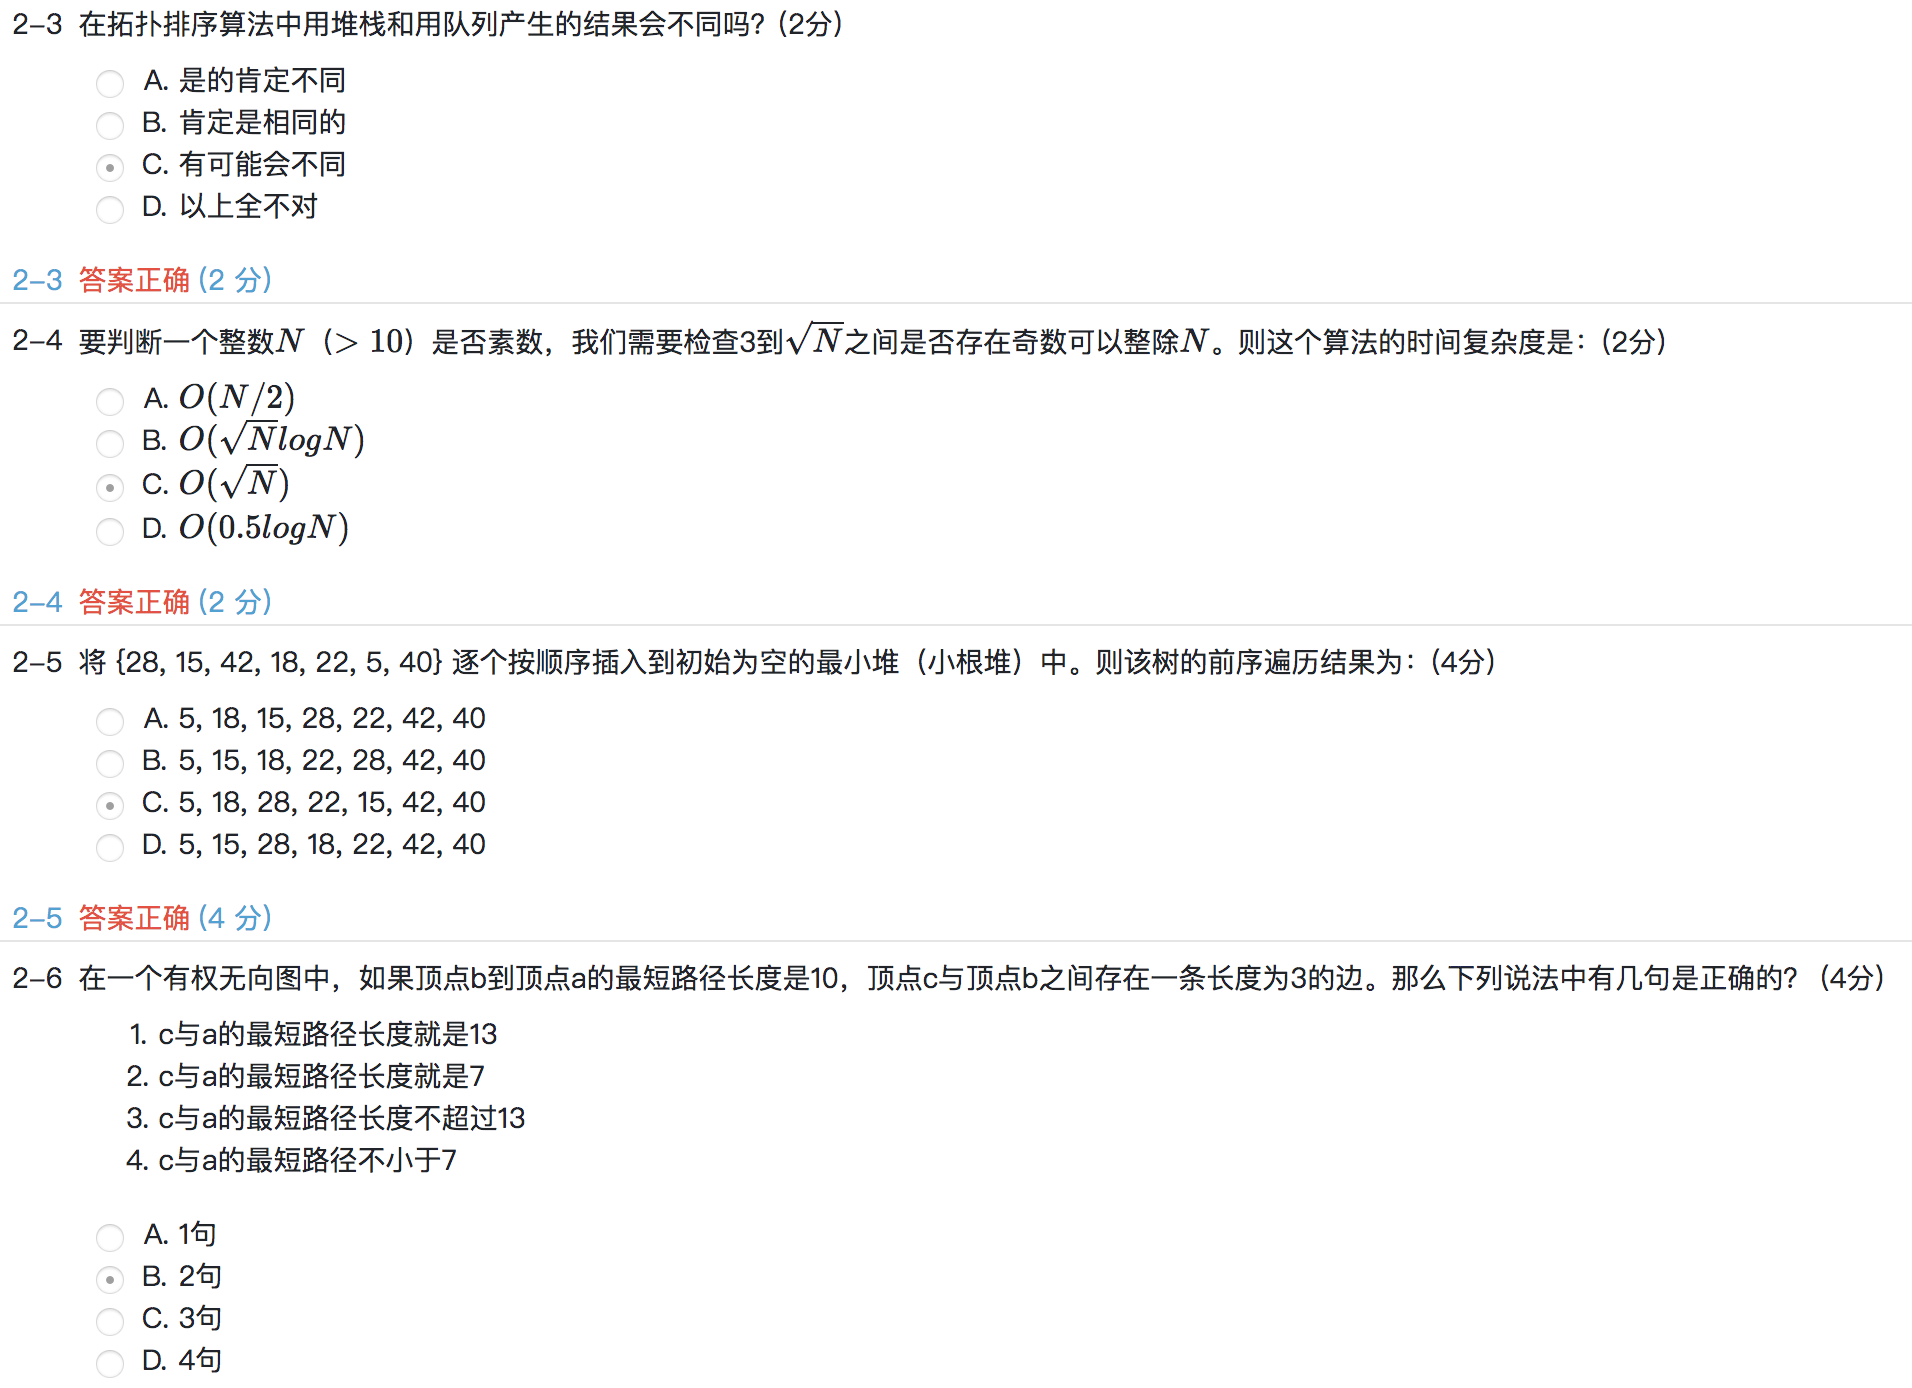 2-3 在拓扑排序算法中用堆栈和用队列产生的结果会不同吗？(2分)
A. 是的肯定不同
B. 肯定是相同的
C. 有可能会不同
D. 以上全不对
2-3 答案正确 (2 分)
2-4 要判断一个整数N（> 10）是否素数，我们需要检查3到√N之间是否存在奇数可以整除N。则这个算法的时间复杂度是：(2分)
A. O(N/2)
B. O(√NlogN)
C. O(√N)
D. O(0.5logN)
2-4 答案正确 (2 分)
2-5 将 {28, 15, 42, 18, 22, 5, 40} 逐个按顺序插入到初始为空的最小堆（小根堆）中。则该树的前序遍历结果为：(4分)
A. 5, 18, 15, 28, 22, 42, 40
B. 5, 15, 18, 22, 28, 42, 40
C. 5, 18, 28, 22, 15, 42, 40
D. 5, 15, 28, 18, 22, 42, 40
2-5 答案正确 (4 分)
2-6 在一个有权无向图中，如果顶点b到顶点a的最短路径长度是10，顶点c与顶点b之间存在一条长度为3的边。那么下列说法中有几句是正确的？ (4分)
1. c与a的最短路径长度就是13
2. c与a的最短路径长度就是7
3. c与a的最短路径长度不超过13
4. c与a的最短路径不小于7
A. 1句
B. 2句
C. 3句
D. 4句